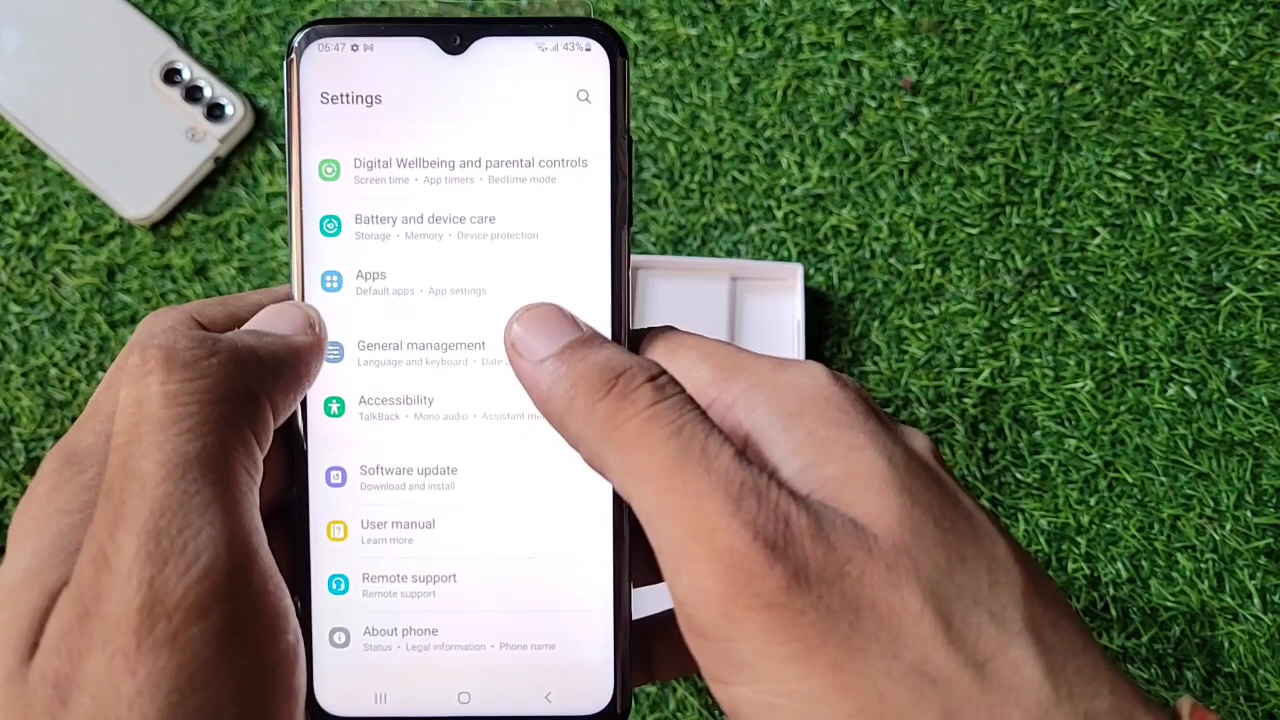 06:47 43%
Settings
Digital Wellbeing and parental controls
Screen time • App timers • Bedtime mode
Battery and device care
Storage • Memory • Device protection
Apps
Default apps • App settings
General management
Language and keyboard • Date
Accessibility
TalkBack • Mono audio • Assistant me
Software update
Download and install
User manual
Learn more
Remote support
Remote support
About phone
Status • Legal information • Phone name